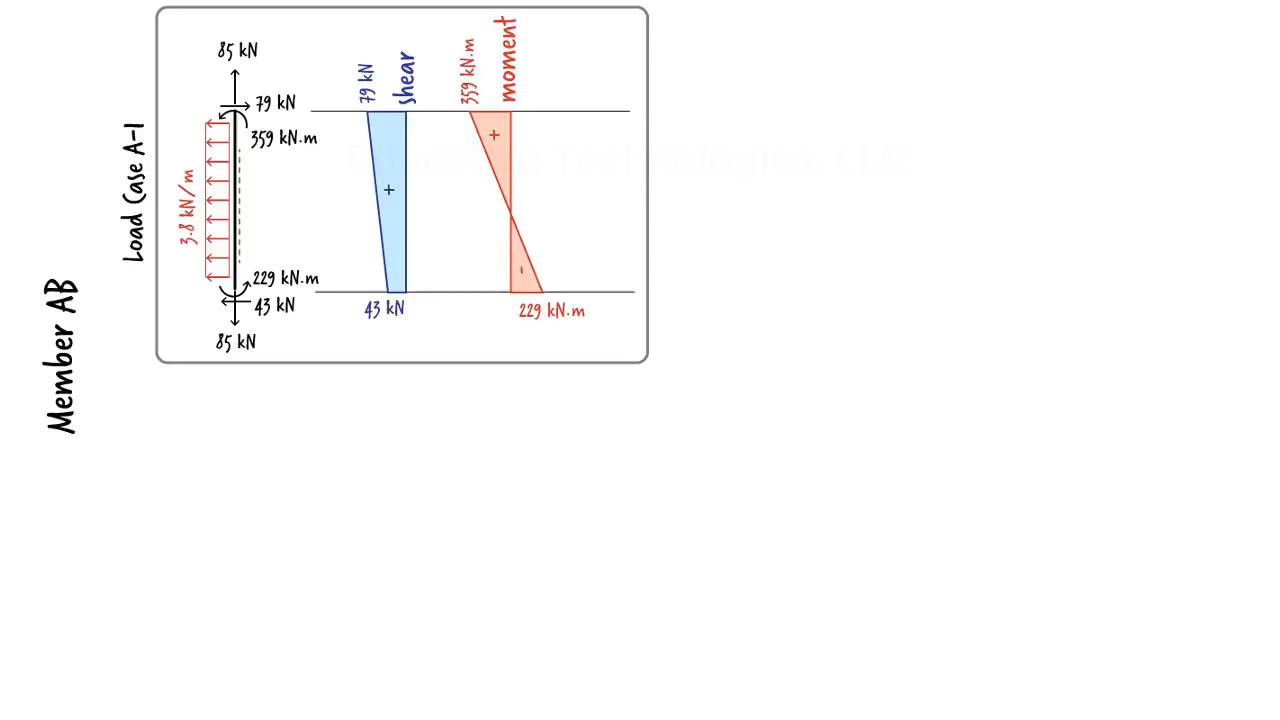 Member AB
Load Case A-1
85 kN
79 kN
359 kN.m
3.8 kN/m
229 kN.m
43 kN
85 kN
79 kN
shear
+
43 kN
359 kN.m
moment
+
-
229 kN.m